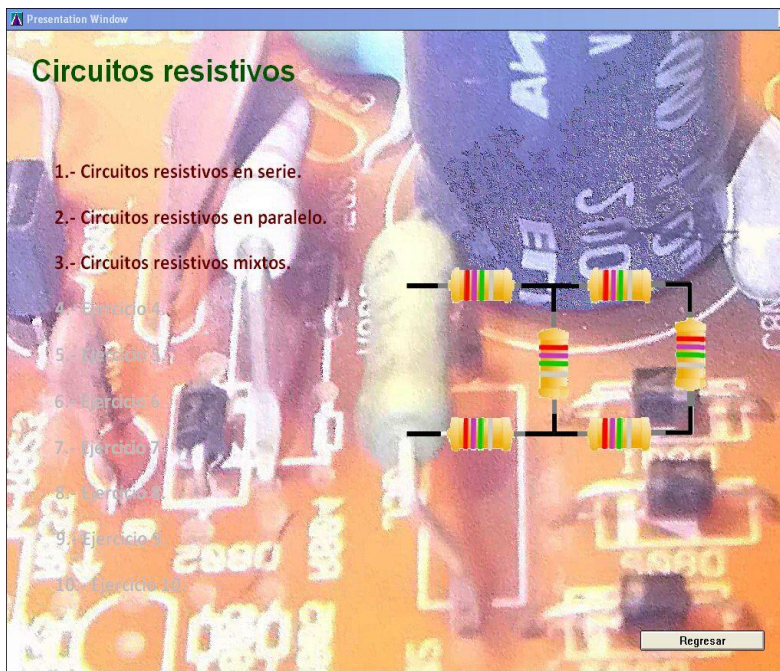 Presentation Window
Circuitos resistivos
1.- Circuitos resistivos en serie.
2.- Circuitos resistivos en paralelo.
3.- Circuitos resistivos mixtos.
4.- Ejercicio 4.
5.- Ejercicio 5.
6.- Ejercicio 6.
7.- Ejercicio 7.
8.- Ejercicio 8.
9.- Ejercicio 9.
10.- Ejercicio 10.
Regresar